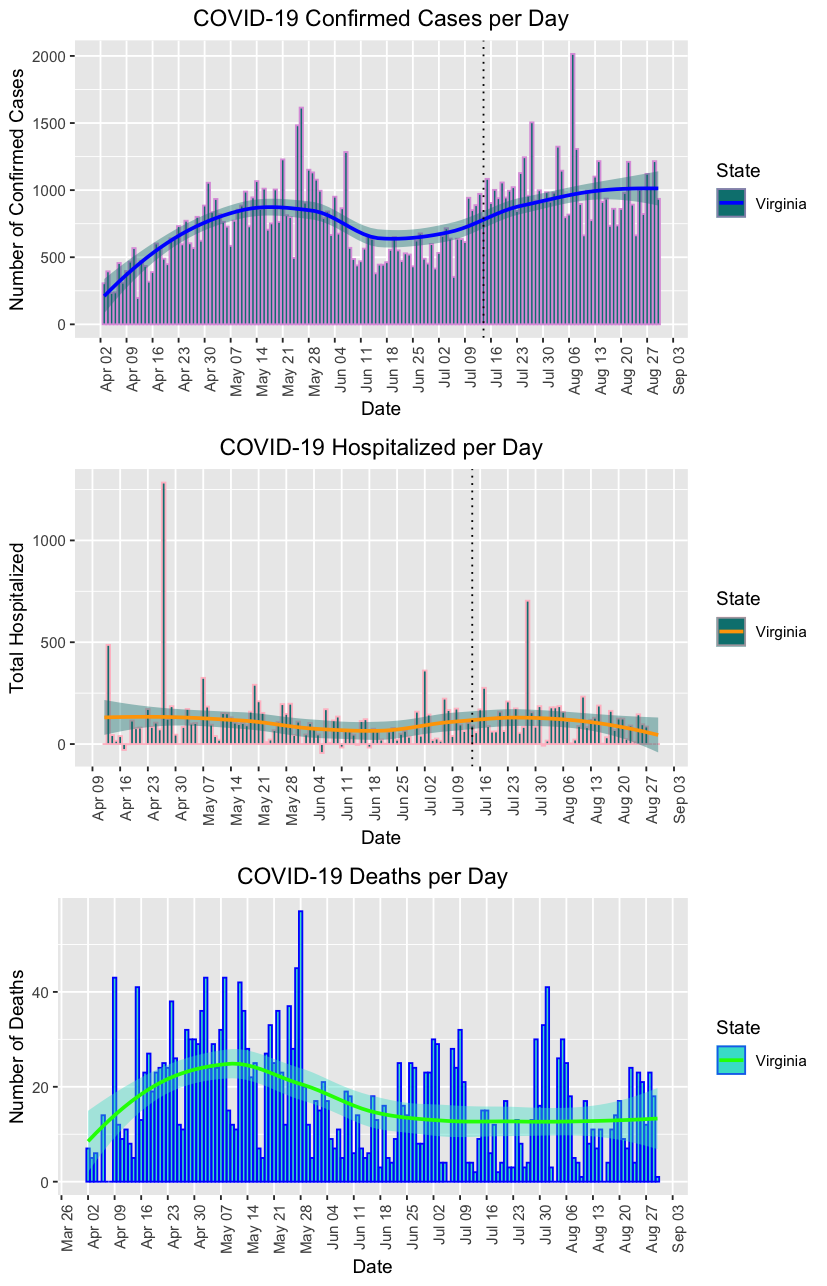 COVID-19 Confirmed Cases per Day
Number of Confirmed Cases
2000
1500
1000
500
0
Apr 02
Apr 09
Apr 16
Apr 23
Apr 30
May 07
May 14
May 21
May 28
Jun 04
Jun 11
Jun 18
Jun 25
Jul 02
Jul 09
Jul 16
Jul 23
Jul 30
Aug 06
Aug 13
Aug 20
Aug 27
Sep 03
Date
State
Virginia
COVID-19 Hospitalized per Day
Total Hospitalized
1000
500
0
Apr 09
Apr 16
Apr 23
Apr 30
May 07
May 14
May 21
May 28
Jun 04
Jun 11
Jun 18
Jun 25
Jul 02
Jul 09
Jul 16
Jul 23
Jul 30
Aug 06
Aug 13
Aug 20
Aug 27
Sep 03
Date
State
Virginia
COVID-19 Deaths per Day
Number of Deaths
40
20
0
Mar 26
Apr 02
Apr 09
Apr 16
Apr 23
Apr 30
May 07
May 14
May 21
May 28
Jun 04
Jun 11
Jun 18
Jun 25
Jul 02
Jul 09
Jul 16
Jul 23
Jul 30
Aug 06
Aug 13
Aug 20
Aug 27
Sep 03
Date
State
Virginia